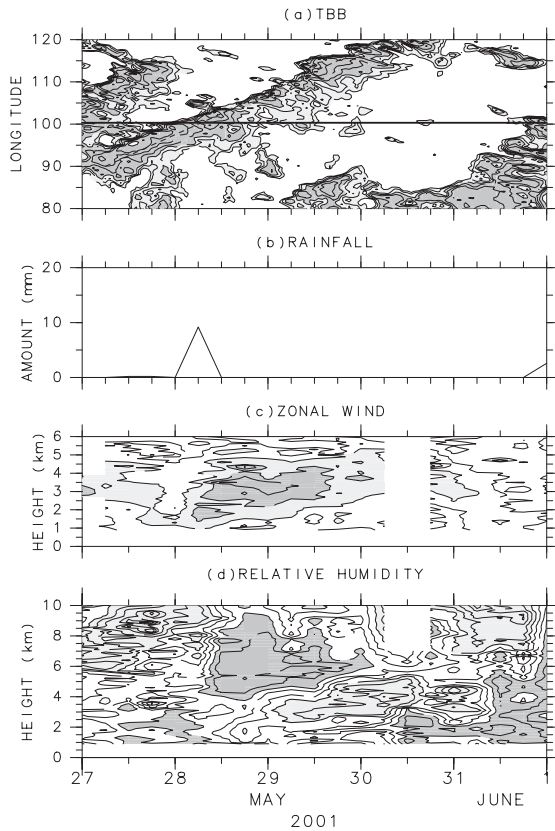 (a)TBB
120
110
100
90
80
LONGITUDE
(b)RAINFALL
20
10
0
AMOUNT (mm)
(c)ZONAL WIND
6
5
4
3
2
1
0
HEIGHT (km)
(d)RELATIVE HUMIDITY
10
8
6
4
2
0
HEIGHT (km)
27 28 29 30 31 1
MAY JUNE
2001